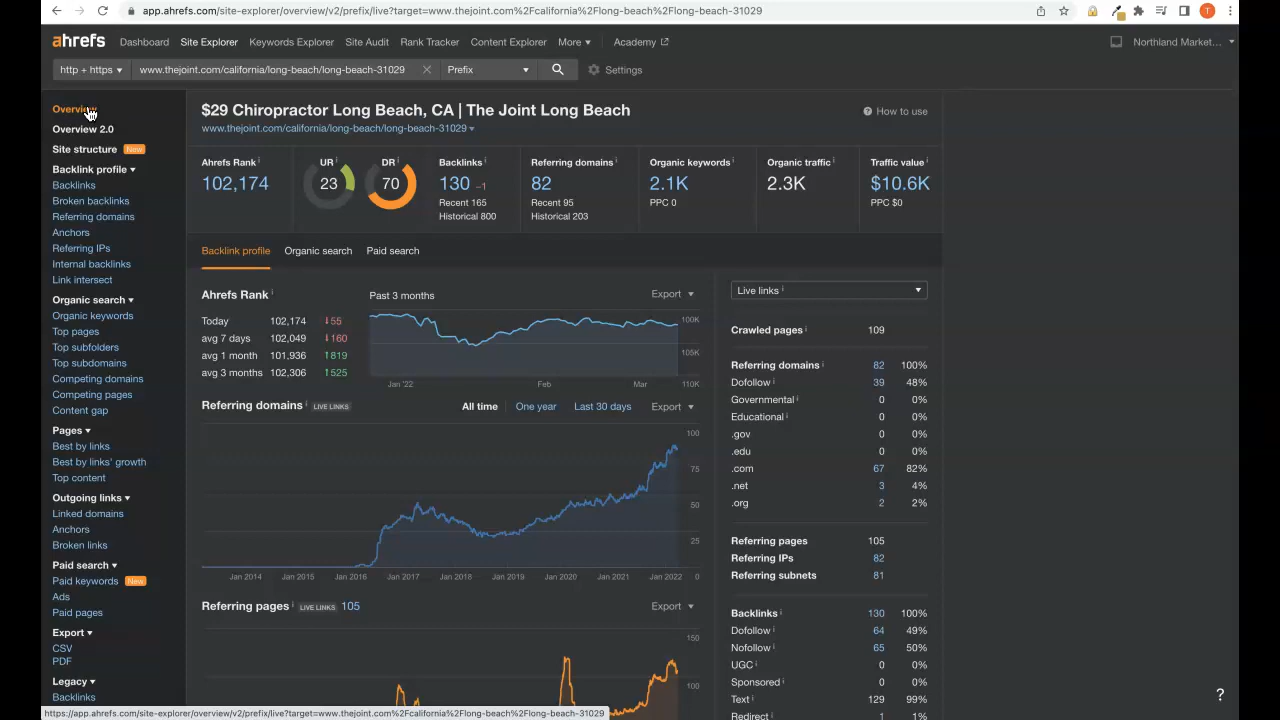 app.ahrefs.com/site-explorer/overview/v2/prefix/live?target=www.thejoint.com%2Fcalifornia%2Flong-beach%2Flong-beach-31029
T
ahrefs Dashboard Site Explorer Keywords Explorer Site Audit Rank Tracker Content Explorer More Academy Northland Market...
http + https www.thejoint.com/california/long-beach/long-beach-31029 Prefix Settings
Overview
Overview 2.0
Site structure New
Backlink profile
Backlinks
Broken backlinks
Referring domains
Anchors
Referring IPs
Internal backlinks
Link intersect
Organic search
Organic keywords
Top pages
Top subfolders
Top subdomains
Competing domains
Competing pages
Content gap
Pages
Best by links
Best by links' growth
Top content
Outgoing links
Linked domains
Anchors
Broken links
Paid search
Paid keywords New
Ads
Paid pages
Export
CSV
PDF
Legacy
Backlinks
$29 Chiropractor Long Beach, CA | The Joint Long Beach
How to use
www.thejoint.com/california/long-beach/long-beach-31029
Ahrefs Rank i UR i DR i Backlinks i Referring domains i Organic keywords i Organic traffic i Traffic value i
102,174 23 70 130 –1 82 2.1K 2.3K $10.6K
Recent 165 Recent 95 PPC 0 PPC $0
Historical 800 Historical 203
Backlink profile Organic search Paid search
Ahrefs Rank i Past 3 months Export
Today 102,174 ↓55
avg 7 days 102,049 ↓160
avg 1 month 101,936 ↑819
avg 3 months 102,306 ↑525
100K
105K
110K
Jan '22 Feb Mar
Referring domains i LIVE LINKS All time One year Last 30 days Export
100
75
50
25
0
Jan 2014 Jan 2015 Jan 2016 Jan 2017 Jan 2018 Jan 2019 Jan 2020 Jan 2021 Jan 2022
Referring pages i LIVE LINKS 105 Export
150
100
Live links i
Crawled pages i 109
Referring domains i 82 100%
Dofollow i 39 48%
Governmental i 0 0%
Educational i 0 0%
.gov 0 0%
.edu 0 0%
.com 67 82%
.net 3 4%
.org 2 2%
Referring pages 105
Referring IPs 82
Referring subnets 81
Backlinks i 130 100%
Dofollow i 64 49%
Nofollow i 65 50%
UGC i 0 0%
Sponsored i 0 0%
Text i 129 99%
Redirect i 1 1%
?
https://app.ahrefs.com/site-explorer/overview/v2/prefix/live?target=www.thejoint.com%2Fcalifornia%2Flong-beach%2Flong-beach-31029